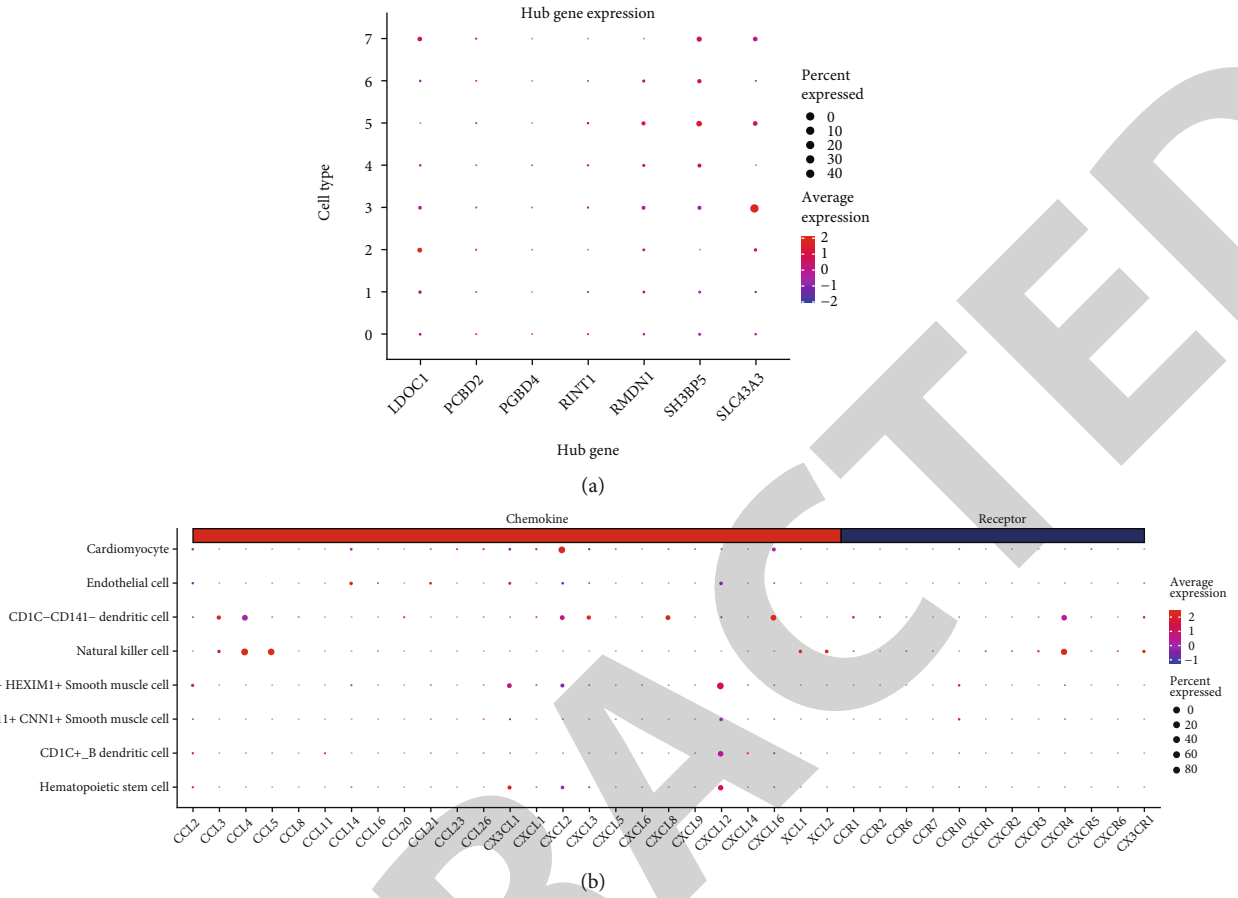 Hub gene expression
7
6
5
4
3
2
1
0
Cell type
LDOC1
PCBD2
PGBD4
RINT1
RMDN1
SH3BP5
SLC43A3
Hub gene
Percent
expressed
0
10
20
30
40
Average
expression
2
1
0
−1
−2
(a)
Chemokine
Receptor
Cardiomyocyte
Endothelial cell
CD1C−CD141− dendritic cell
Natural killer cell
+ HEXIM1+ Smooth muscle cell
11+ CNN1+ Smooth muscle cell
CD1C+_B dendritic cell
Hematopoietic stem cell
CCL2
CCL3
CCL4
CCL5
CCL8
CCL11
CCL14
CCL16
CCL20
CCL21
CCL23
CCL26
CX3CL1
CXCL1
CXCL2
CXCL3
CXCL5
CXCL6
CXCL8
CXCL9
CXCL12
CXCL14
CXCL16
XCL1
XCL2
CCR1
CCR2
CCR6
CCR7
CCR10
CXCR1
CXCR2
CXCR3
CXCR4
CXCR5
CXCR6
CX3CR1
Average
expression
2
1
0
−1
Percent
expressed
0
20
40
60
80
(b)
RACTED